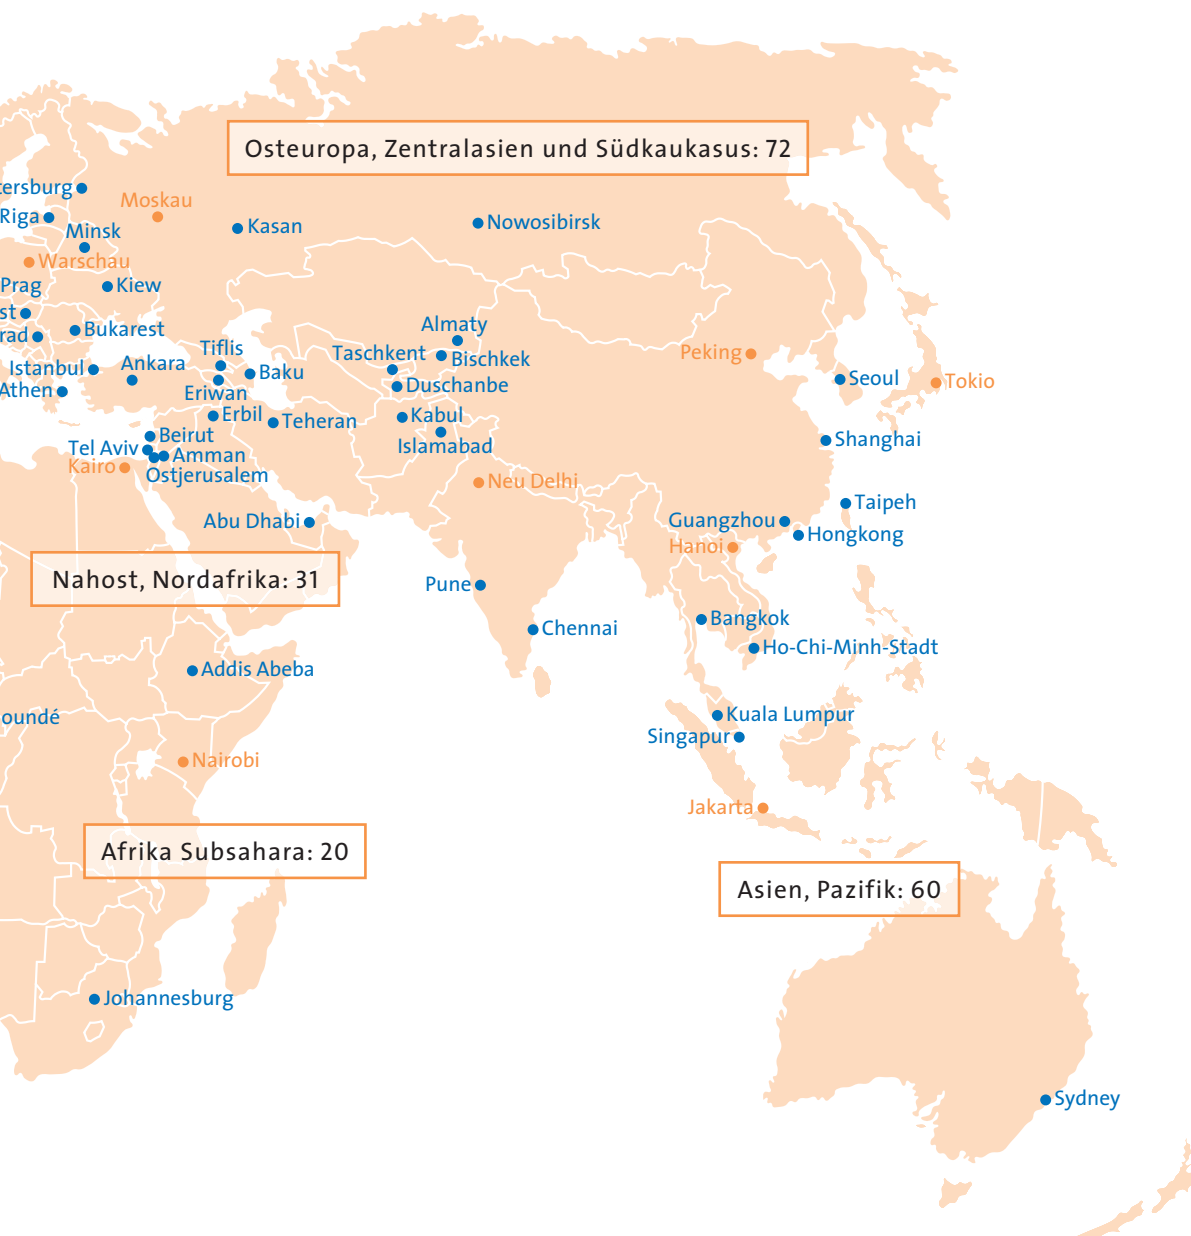 Osteuropa, Zentralasien und Südkaukasus: 72
tersburg
Moskau
Riga
Kasan
Nowosibirsk
Minsk
Warschau
Prag
Kiew
st
Almaty
rad
Bukarest
Tiflis
Taschkent
Bischkek
Peking
Istanbul
Ankara
Baku
Seoul
Tokio
Athen
Eriwan
Duschanbe
Erbil
Teheran
Kabul
Beirut
Shanghai
Tel Aviv
Islamabad
Amman
Kairo
Ostjerusalem
Neu Delhi
Taipeh
Abu Dhabi
Guangzhou
Hongkong
Hanoi
Nahost, Nordafrika: 31
Pune
Bangkok
Chennai
Ho-Chi-Minh-Stadt
Addis Abeba
oundé
Kuala Lumpur
Singapur
Nairobi
Jakarta
Afrika Subsahara: 20
Asien, Pazifik: 60
Johannesburg
Sydney